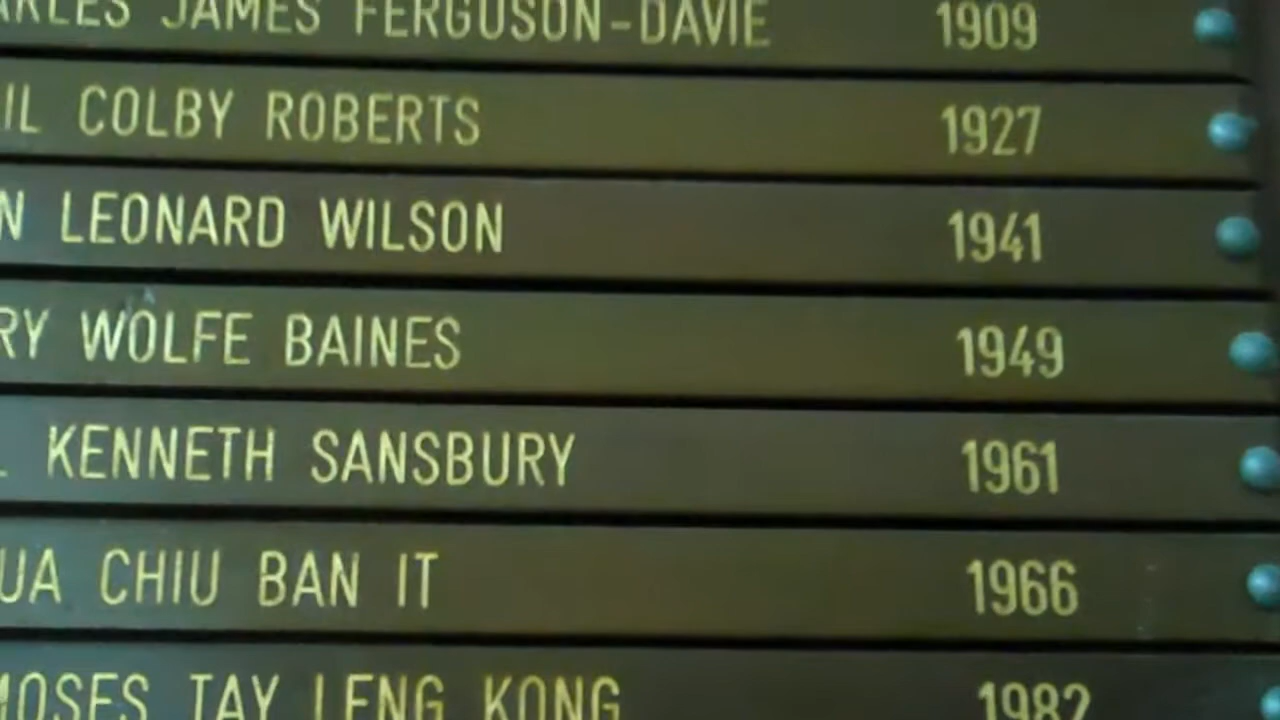 ARLES JAMES FERGUSON-DAVIE 1909
IL COLBY ROBERTS 1927
N LEONARD WILSON 1941
RY WOLFE BAINES 1949
KENNETH SANSBURY 1961
UA CHIU BAN IT 1966
MOSES TAY LENG KONG 1982